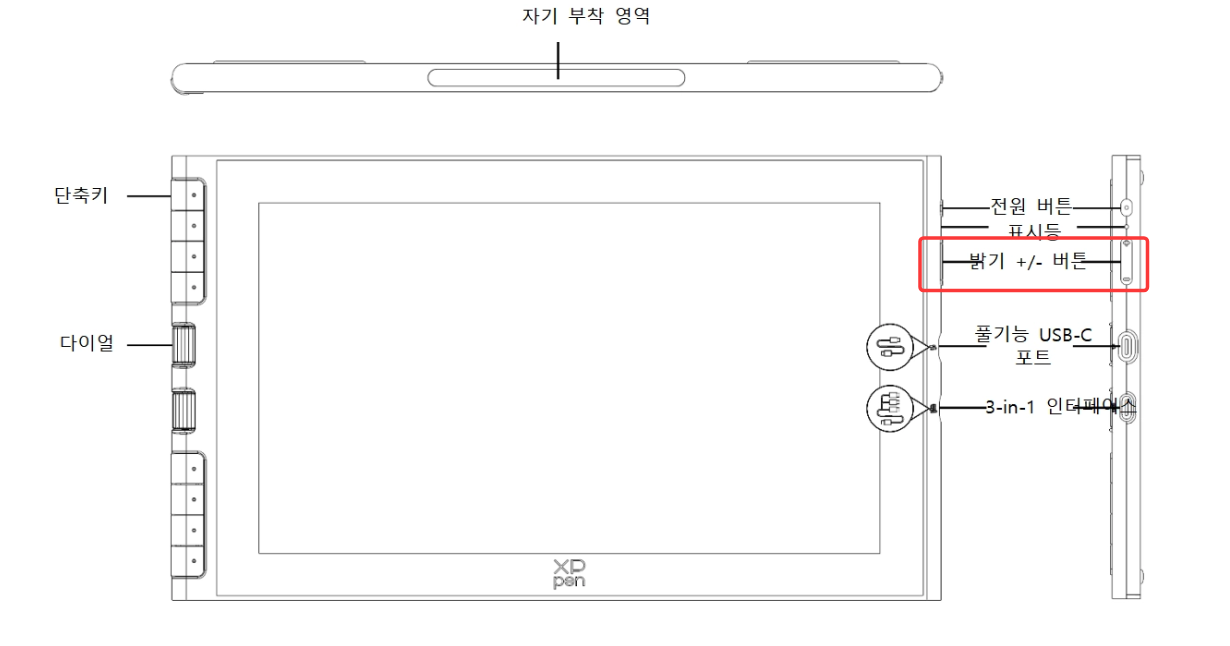 자기 부착 영역
단축키
전원 버튼
표시등
밝기 +/- 버튼
다이얼
풀기능 USB-C
포트
3-in-1 인터페이스
XP
pen